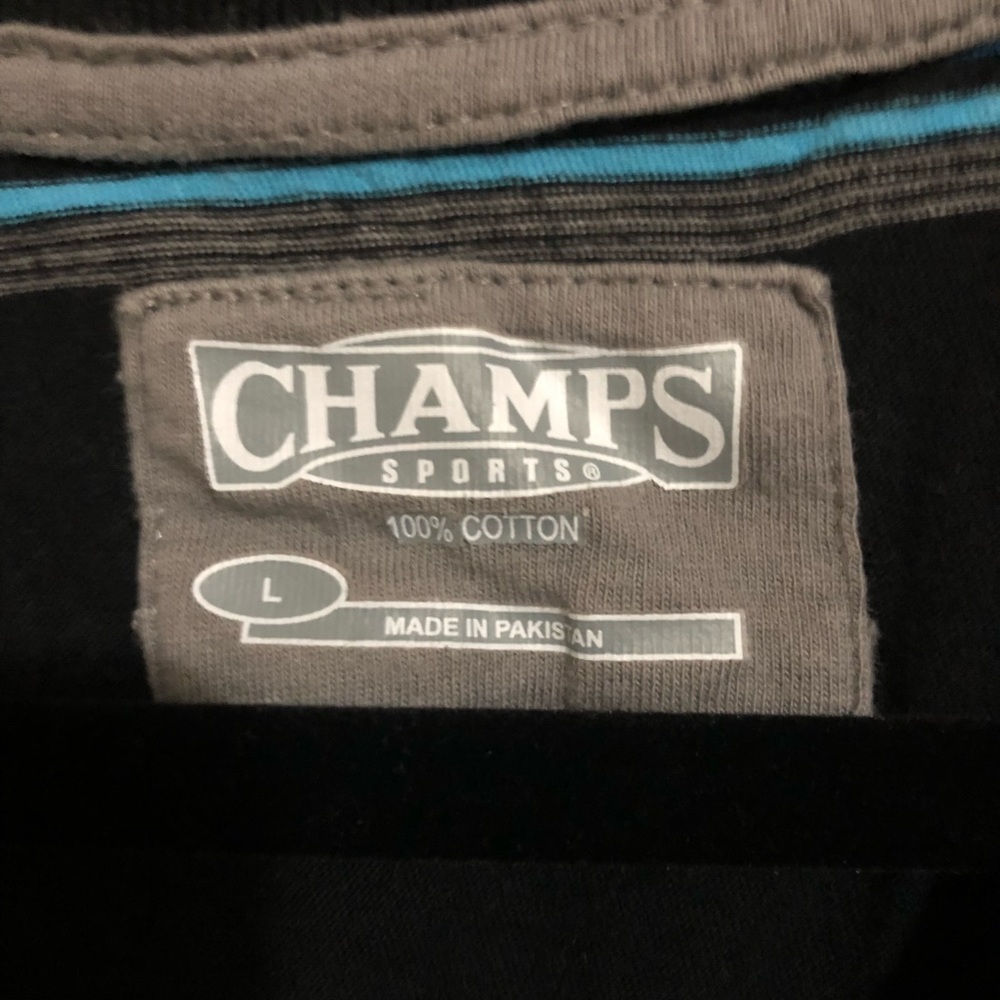 CHAMPS
SPORTS®
100% COTTON
L
MADE IN PAKISTAN